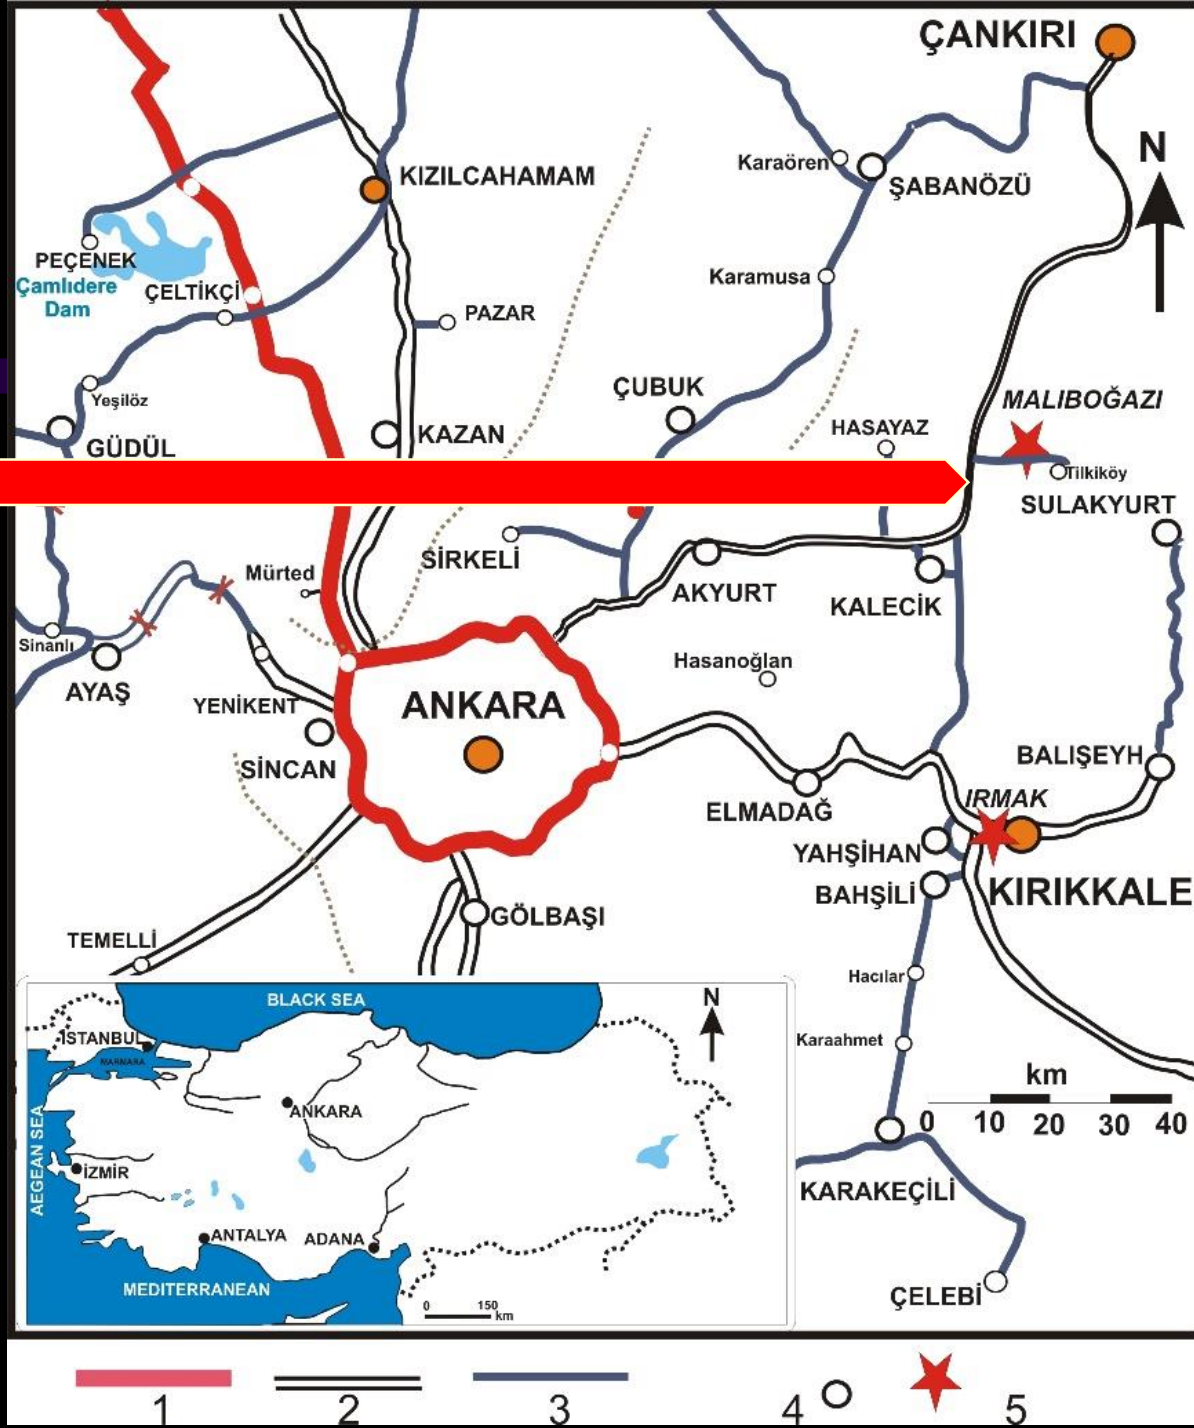 ÇANKIRI
N
Karaören
KIZILCAHAMAM
ŞABANÖZÜ
PEÇENEK
Karamusa
Çamlıdere
Dam
ÇELTİKÇİ
PAZAR
ÇUBUK
MALIBOĞAZI
Yeşilöz
HASAYAZ
GÜDÜL
KAZAN
Tilkiköy
SULAKYURT
SİRKELİ
Mürted
AKYURT
KALECİK
Sinanlı
Hasanoğlan
AYAŞ
YENİKENT
ANKARA
BALIŞEYH
SİNCAN
IRMAK
ELMADAĞ
YAHŞİHAN
BAHŞİLİ
KIRIKKALE
GÖLBAŞI
TEMELLİ
Hacılar
Karaahmet
km
0 10 20 30 40
KARAKEÇİLİ
ÇELEBİ
BLACK SEA
N
ISTANBUL
MARMARA
ANKARA
AEGEAN SEA
İZMİR
ANTALYA
ADANA
MEDITERRANEAN
0 150
km
1 2 3 4 5